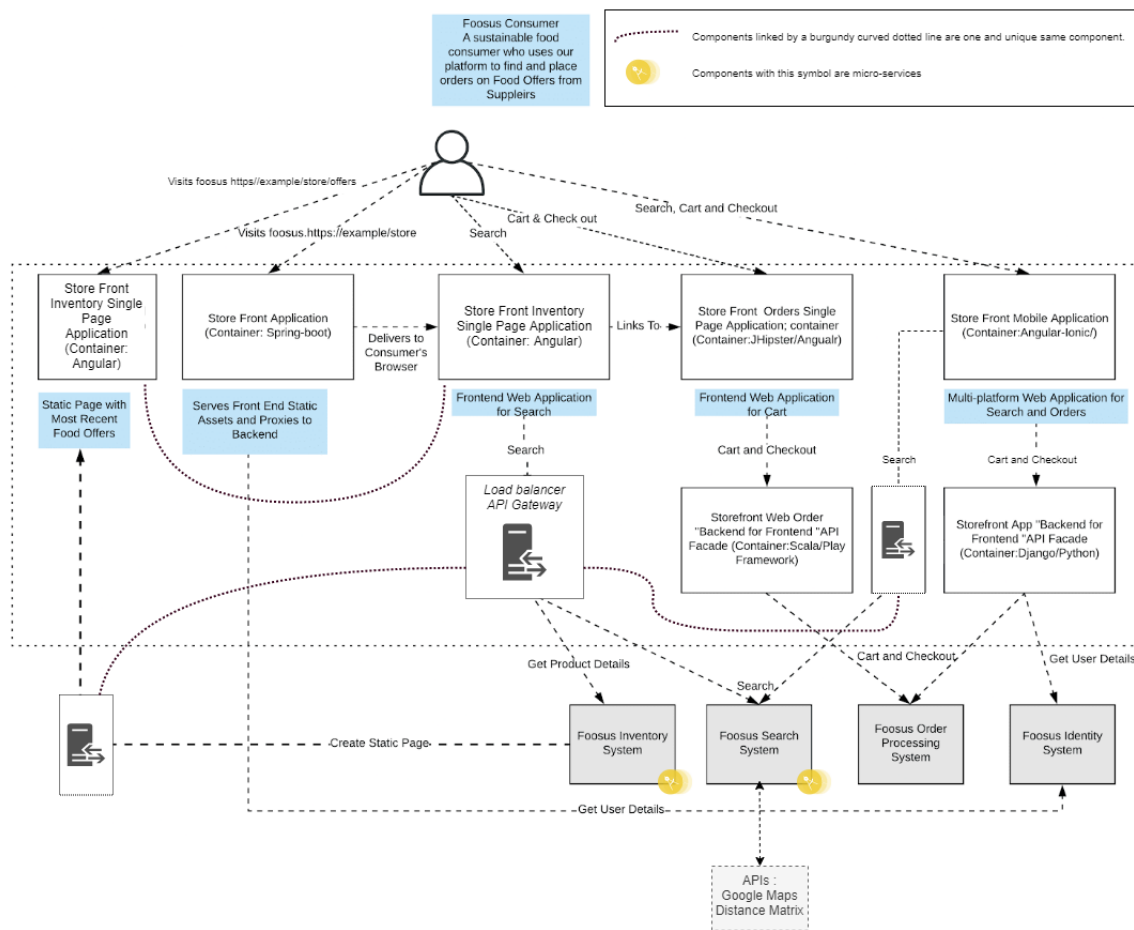 Foosus Consumer
A sustainable food
consumer who uses our
platform to find and place
orders on Food Offers from
Suppleirs
Components linked by a burgundy curved dotted line are one and unique same component.
Components with this symbol are micro-services
Visits foosus https//example/store/offers
Visits foosus.https://example/store
Search
Cart & Check out
Search, Cart and Checkout
Store Front
Inventory Single
Page
Application
(Container:
Angular)
Store Front Application
(Container: Spring-boot)
Delivers to
Consumer's
Browser
Store Front Inventory
Single Page Application
(Container: Angular)
Links To
Store Front  Orders Single
Page Application; container
(Container:JHipster/Angualr)
Store Front Mobile Application
(Container:Angular-Ionic/)
Static Page with
Most Recent
Food Offers
Serves Front End Static
Assets and Proxies to
Backend
Frontend Web Application
for Search
Frontend Web Application
for Cart
Multi-platform Web Application for
Search and Orders
Search
Cart and Checkout
Search
Cart and Checkout
Load balancer
API Gateway
Storefront Web Order
"Backend for Frontend "API
Facade (Container:Scala/Play
Framework)
Storefront App "Backend for
Frontend "API Facade
(Container:Django/Python)
Get Product Details
Search
Cart and Checkout
Get User Details
Create Static Page
Foosus Inventory
System
Foosus Search
System
Foosus Order
Processing
System
Foosus Identity
System
Get User Details
APIs :
Google Maps
Distance Matrix